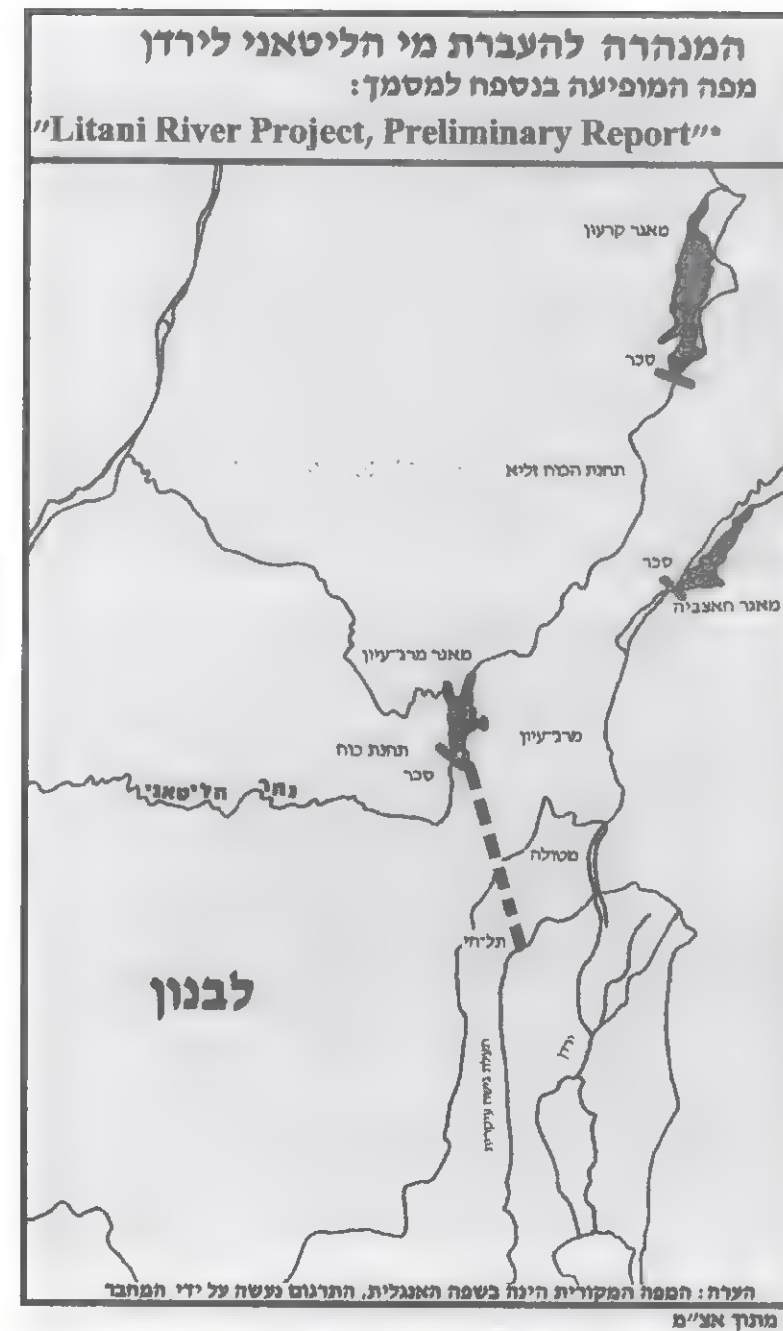 המנהרה להעברת מי הליטאני לירדן
מפה המופיעה בנספח למסמך:
"Litani River Project, Preliminary Report"*
מאגר קרעון
סכר
תחנת הכוח זליא
סכר
מאגר חאצביה
מאגר מרג־עיון
מרג־עיון
תחנת כוח
סכר
נהר הליטאני
מטולה
תל־חי
לבנון
ירדן
הערה: המפה המקורית הינה בשפה האנגלית, התרגום נעשה על ידי המחבר
מתוך אצ״מ